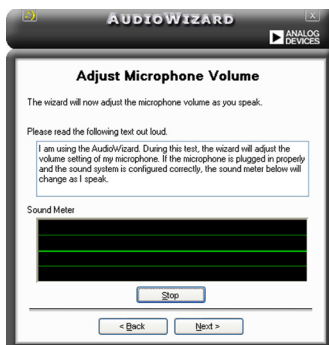 AUDIOWIZARD
ANALOG
DEVICES
Adjust Microphone Volume
The wizard will now adjust the microphone volume as you speak.
Please read the following text out loud.
I am using the AudioWizard. During this test, the wizard will adjust the
volume setting of my microphone. If the microphone is plugged in properly
and the sound system is configured correctly, the sound meter below will
change as I speak.
Sound Meter
Stop
< Back Next >